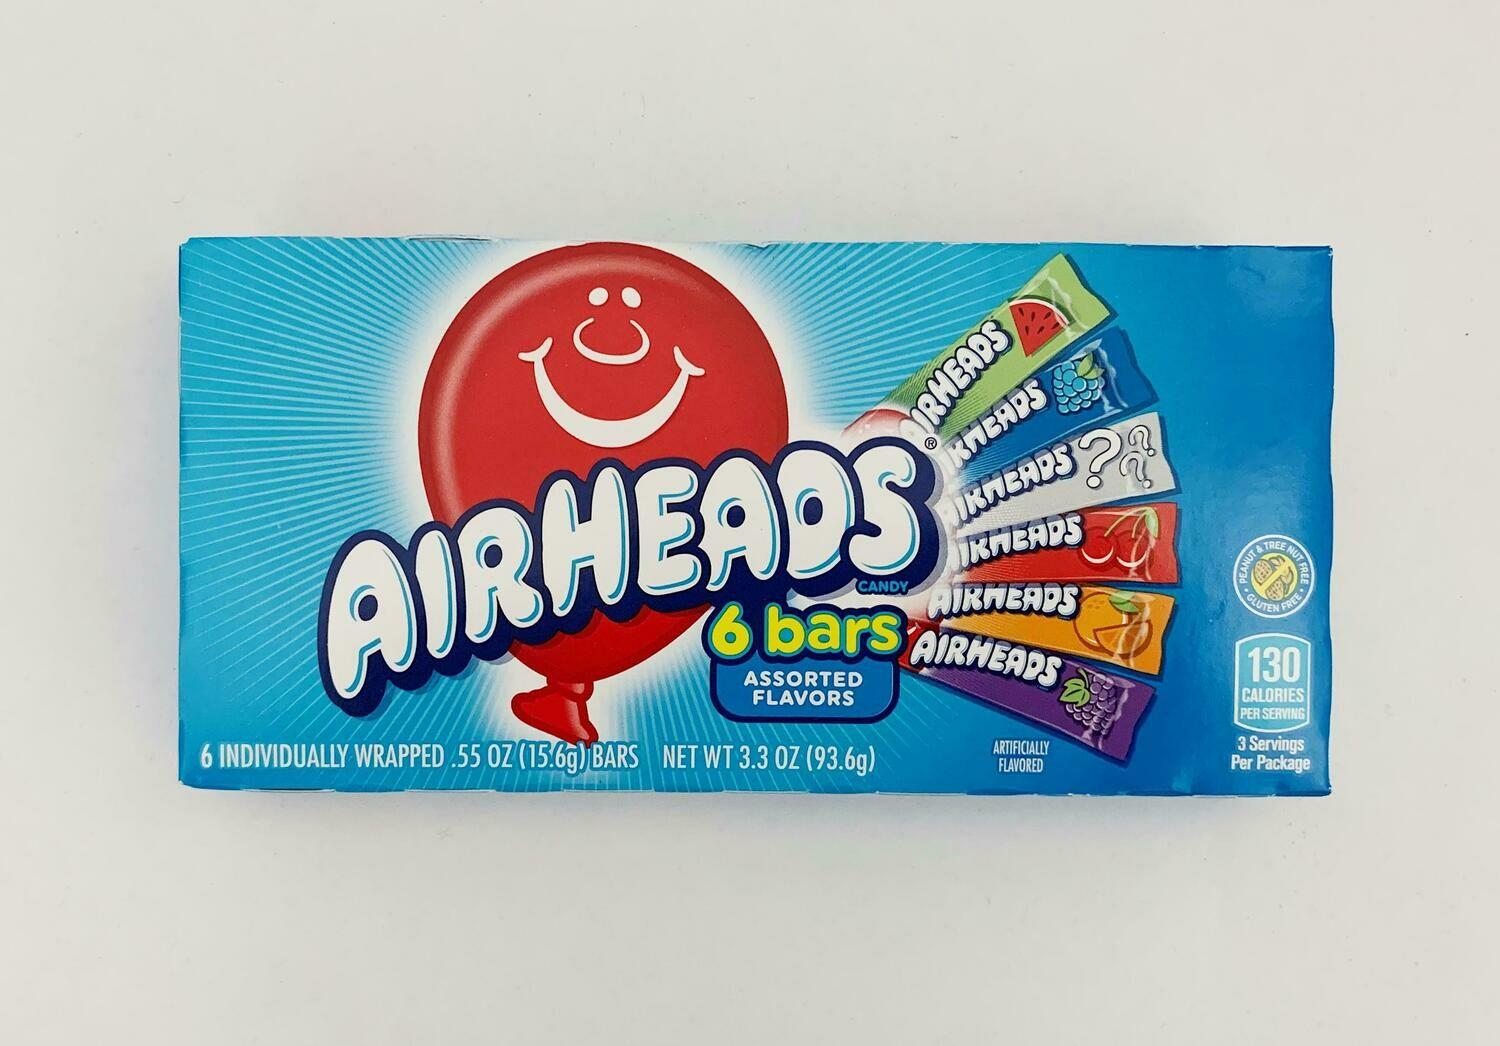 AIRHEADS®
CANDY
6 bars
ASSORTED
FLAVORS
AIRHEADS
AIRHEADS
AIRHEADS
AIRHEADS
AIRHEADS
AIRHEADS
??
?
6 INDIVIDUALLY WRAPPED .55 OZ (15.6g) BARS NET WT 3.3 OZ (93.6g)
ARTIFICIALLY
FLAVORED
PEANUT & TREE NUT FREE
• GLUTEN FREE •
130
CALORIES
PER SERVING
3 Servings
Per Package